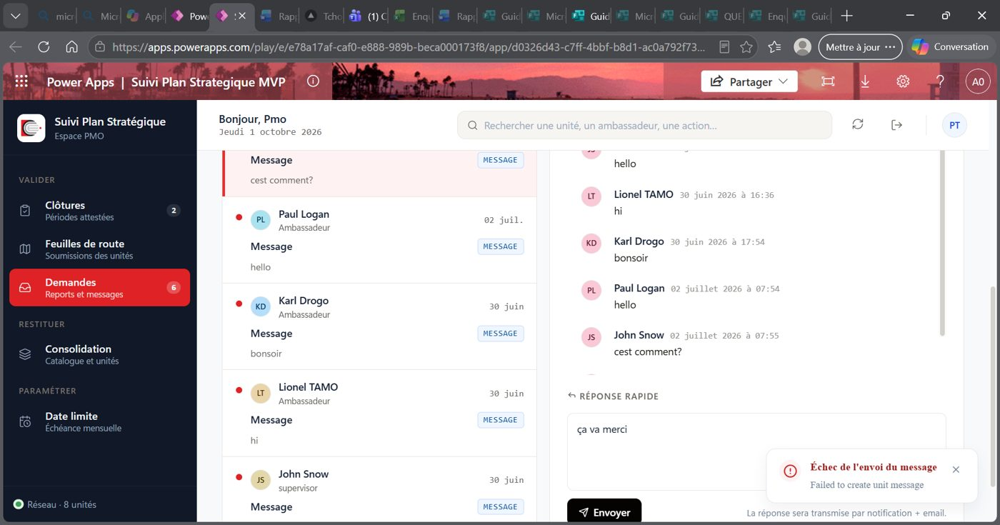 micr
Micr
App
Pow
Rap
Tcho
(1) C
Enq
Rap
Guid
Micr
Guid
Micr
Guid
QUE
Enq
Guid
https://apps.powerapps.com/play/e/e78a17af-caf0-e888-989b-beca000173f8/app/d0326d43-c7ff-4bbf-b8d1-ac0a792f73...
Mettre à jour
Conversation
Power Apps | Suivi Plan Strategique MVP
Partager
A0
Suivi Plan Stratégique
Espace PMO
Bonjour, Pmo
Jeudi 1 octobre 2026
Rechercher une unité, un ambassadeur, une action...
PT
VALIDER
Clôtures
Périodes attestées
2
Feuilles de route
Soumissions des unités
Demandes
Reports et messages
6
RESTITUER
Consolidation
Catalogue et unités
PARAMÉTRER
Date limite
Échéance mensuelle
Réseau · 8 unités
Message
MESSAGE
cest comment?
PL
Paul Logan
Ambassadeur
02 juil.
Message
MESSAGE
hello
KD
Karl Drogo
Ambassadeur
30 juin
Message
MESSAGE
bonsoir
LT
Lionel TAMO
Ambassadeur
30 juin
Message
MESSAGE
hi
JS
John Snow
supervisor
30 juin
Message
MESSAGE
JS
hello
LT
Lionel TAMO 30 juin 2026 à 16:36
hi
KD
Karl Drogo 30 juin 2026 à 17:54
bonsoir
PL
Paul Logan 02 juillet 2026 à 07:54
hello
JS
John Snow 02 juillet 2026 à 07:55
cest comment?
RÉPONSE RAPIDE
ça va merci
Échec de l'envoi du message
Failed to create unit message
Envoyer
La réponse sera transmise par notification + email.